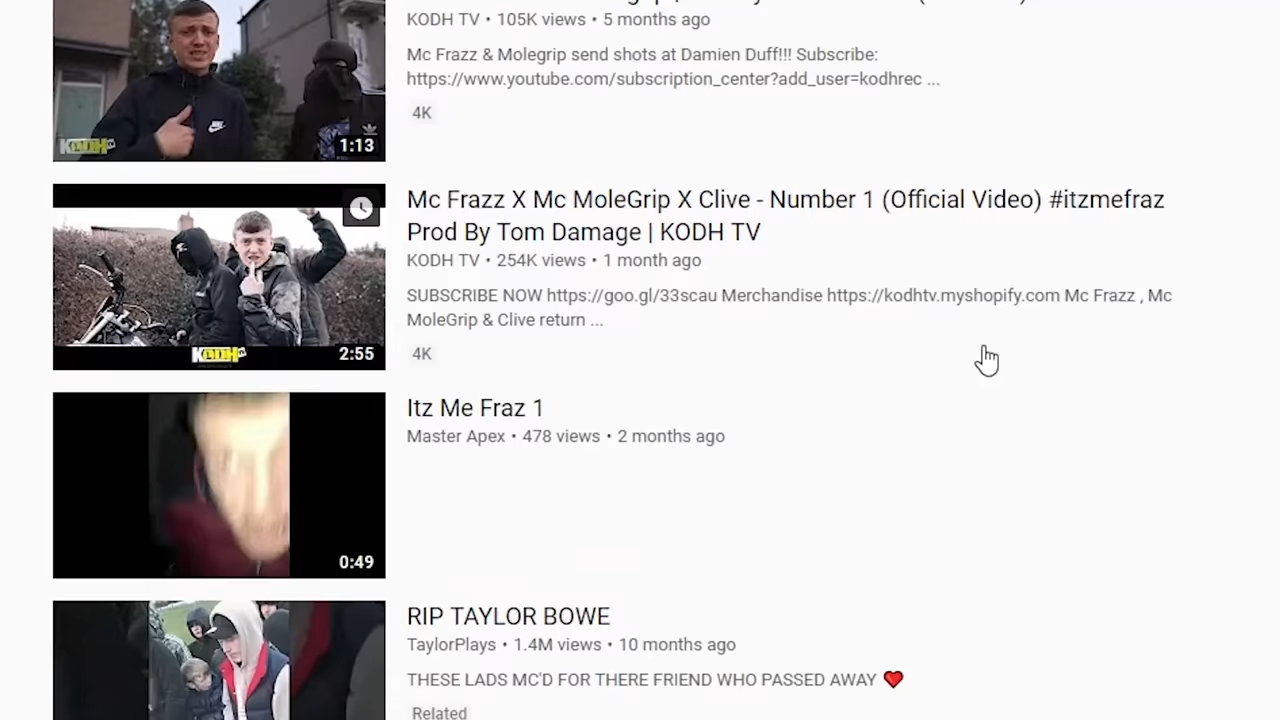 KODH TV • 105K views • 5 months ago
Mc Frazz & Molegrip send shots at Damien Duff!!! Subscribe:
https://www.youtube.com/subscription_center?add_user=kodhrec ...
4K
KODH
1:13
Mc Frazz X Mc MoleGrip X Clive - Number 1 (Official Video) #itzmefraz
Prod By Tom Damage | KODH TV
KODH TV • 254K views • 1 month ago
SUBSCRIBE NOW https://goo.gl/33scau Merchandise https://kodhtv.myshopify.com Mc Frazz , Mc
MoleGrip & Clive return ...
4K
KODH
2:55
Itz Me Fraz 1
Master Apex • 478 views • 2 months ago
0:49
RIP TAYLOR BOWE
TaylorPlays • 1.4M views • 10 months ago
THESE LADS MC'D FOR THERE FRIEND WHO PASSED AWAY ❤
Related